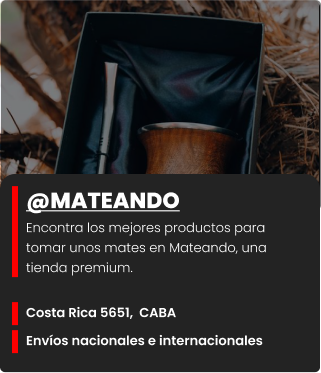 @MATEANDO
Encontra los mejores productos para
tomar unos mates en Mateando, una
tienda premium.
Costa Rica 5651, CABA
Envíos nacionales e internacionales